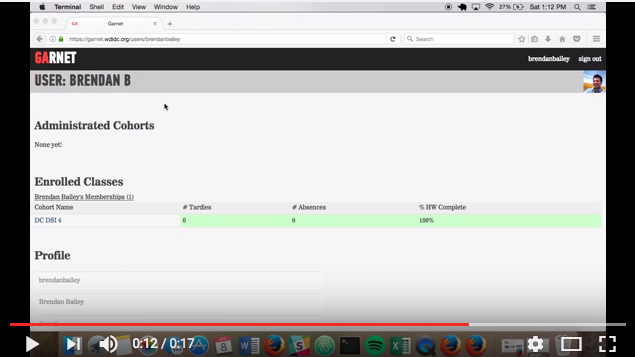 Terminal Shell Edit View Window Help 27% Sat 1:12 PM
GA Garnet
https://garnet.wdidc.org/users/brendanbailey Search
GARNET brendanbailey sign out
USER: BRENDAN B
Administrated Cohorts
None yet!
Enrolled Classes
Brendan Bailey's Memberships (1)
Cohort Name # Tardies # Absences % HW Complete
DC DSI 4 0 0 100%
Profile
brendanbailey
Brendan Bailey
0:12 / 0:17
8